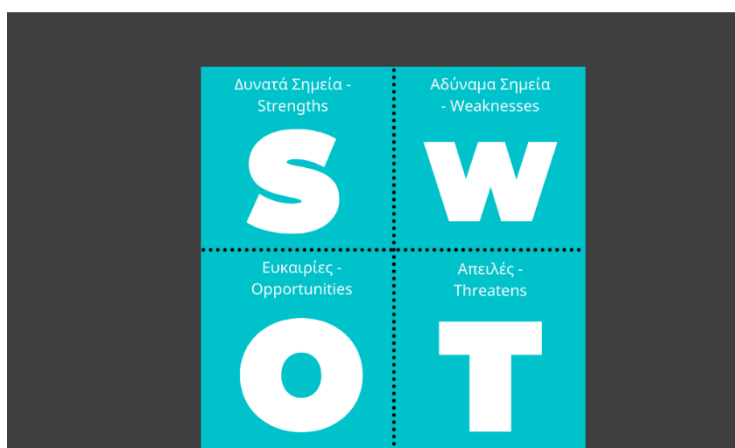 Δυνατά Σημεία -
Strengths
S
Αδύναμα Σημεία
- Weaknesses
W
Ευκαιρίες -
Opportunities
O
Απειλές -
Threatens
T